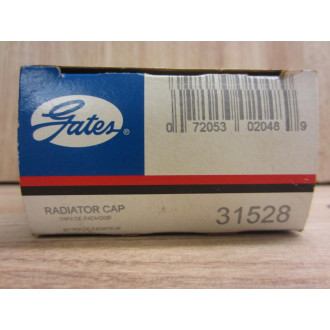 Gates®
0 72053 02048 9
RADIATOR CAP
31528